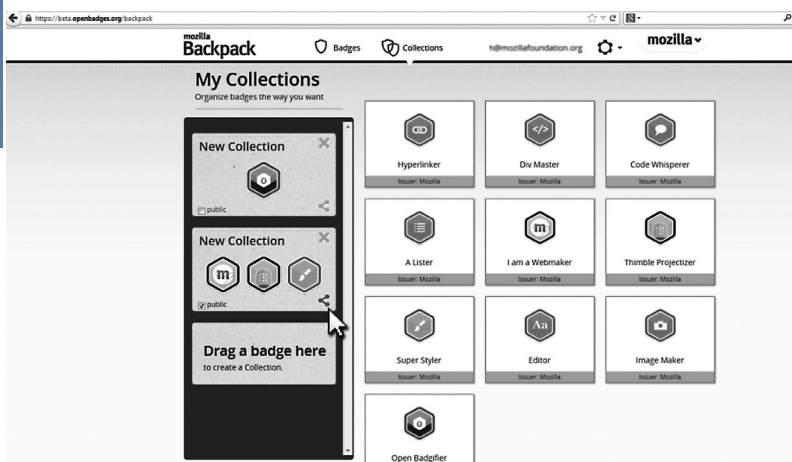 https://beta.openbadges.org/backpack
mozilla
Backpack
Badges
Collections
h@mozillafoundation.org
mozilla
My Collections
Organize badges the way you want
New Collection
o
public
New Collection
m
public
Drag a badge here
to create a Collection.
Hyperlinker
Issuer: Mozilla
</>
Div Master
Issuer: Mozilla
Code Whisperer
Issuer: Mozilla
A Lister
Issuer: Mozilla
m
I am a Webmaker
Issuer: Mozilla
Thimble Projectizer
Issuer: Mozilla
Super Styler
Issuer: Mozilla
Aa
Editor
Issuer: Mozilla
Image Maker
Issuer: Mozilla
o
Open Badgifier